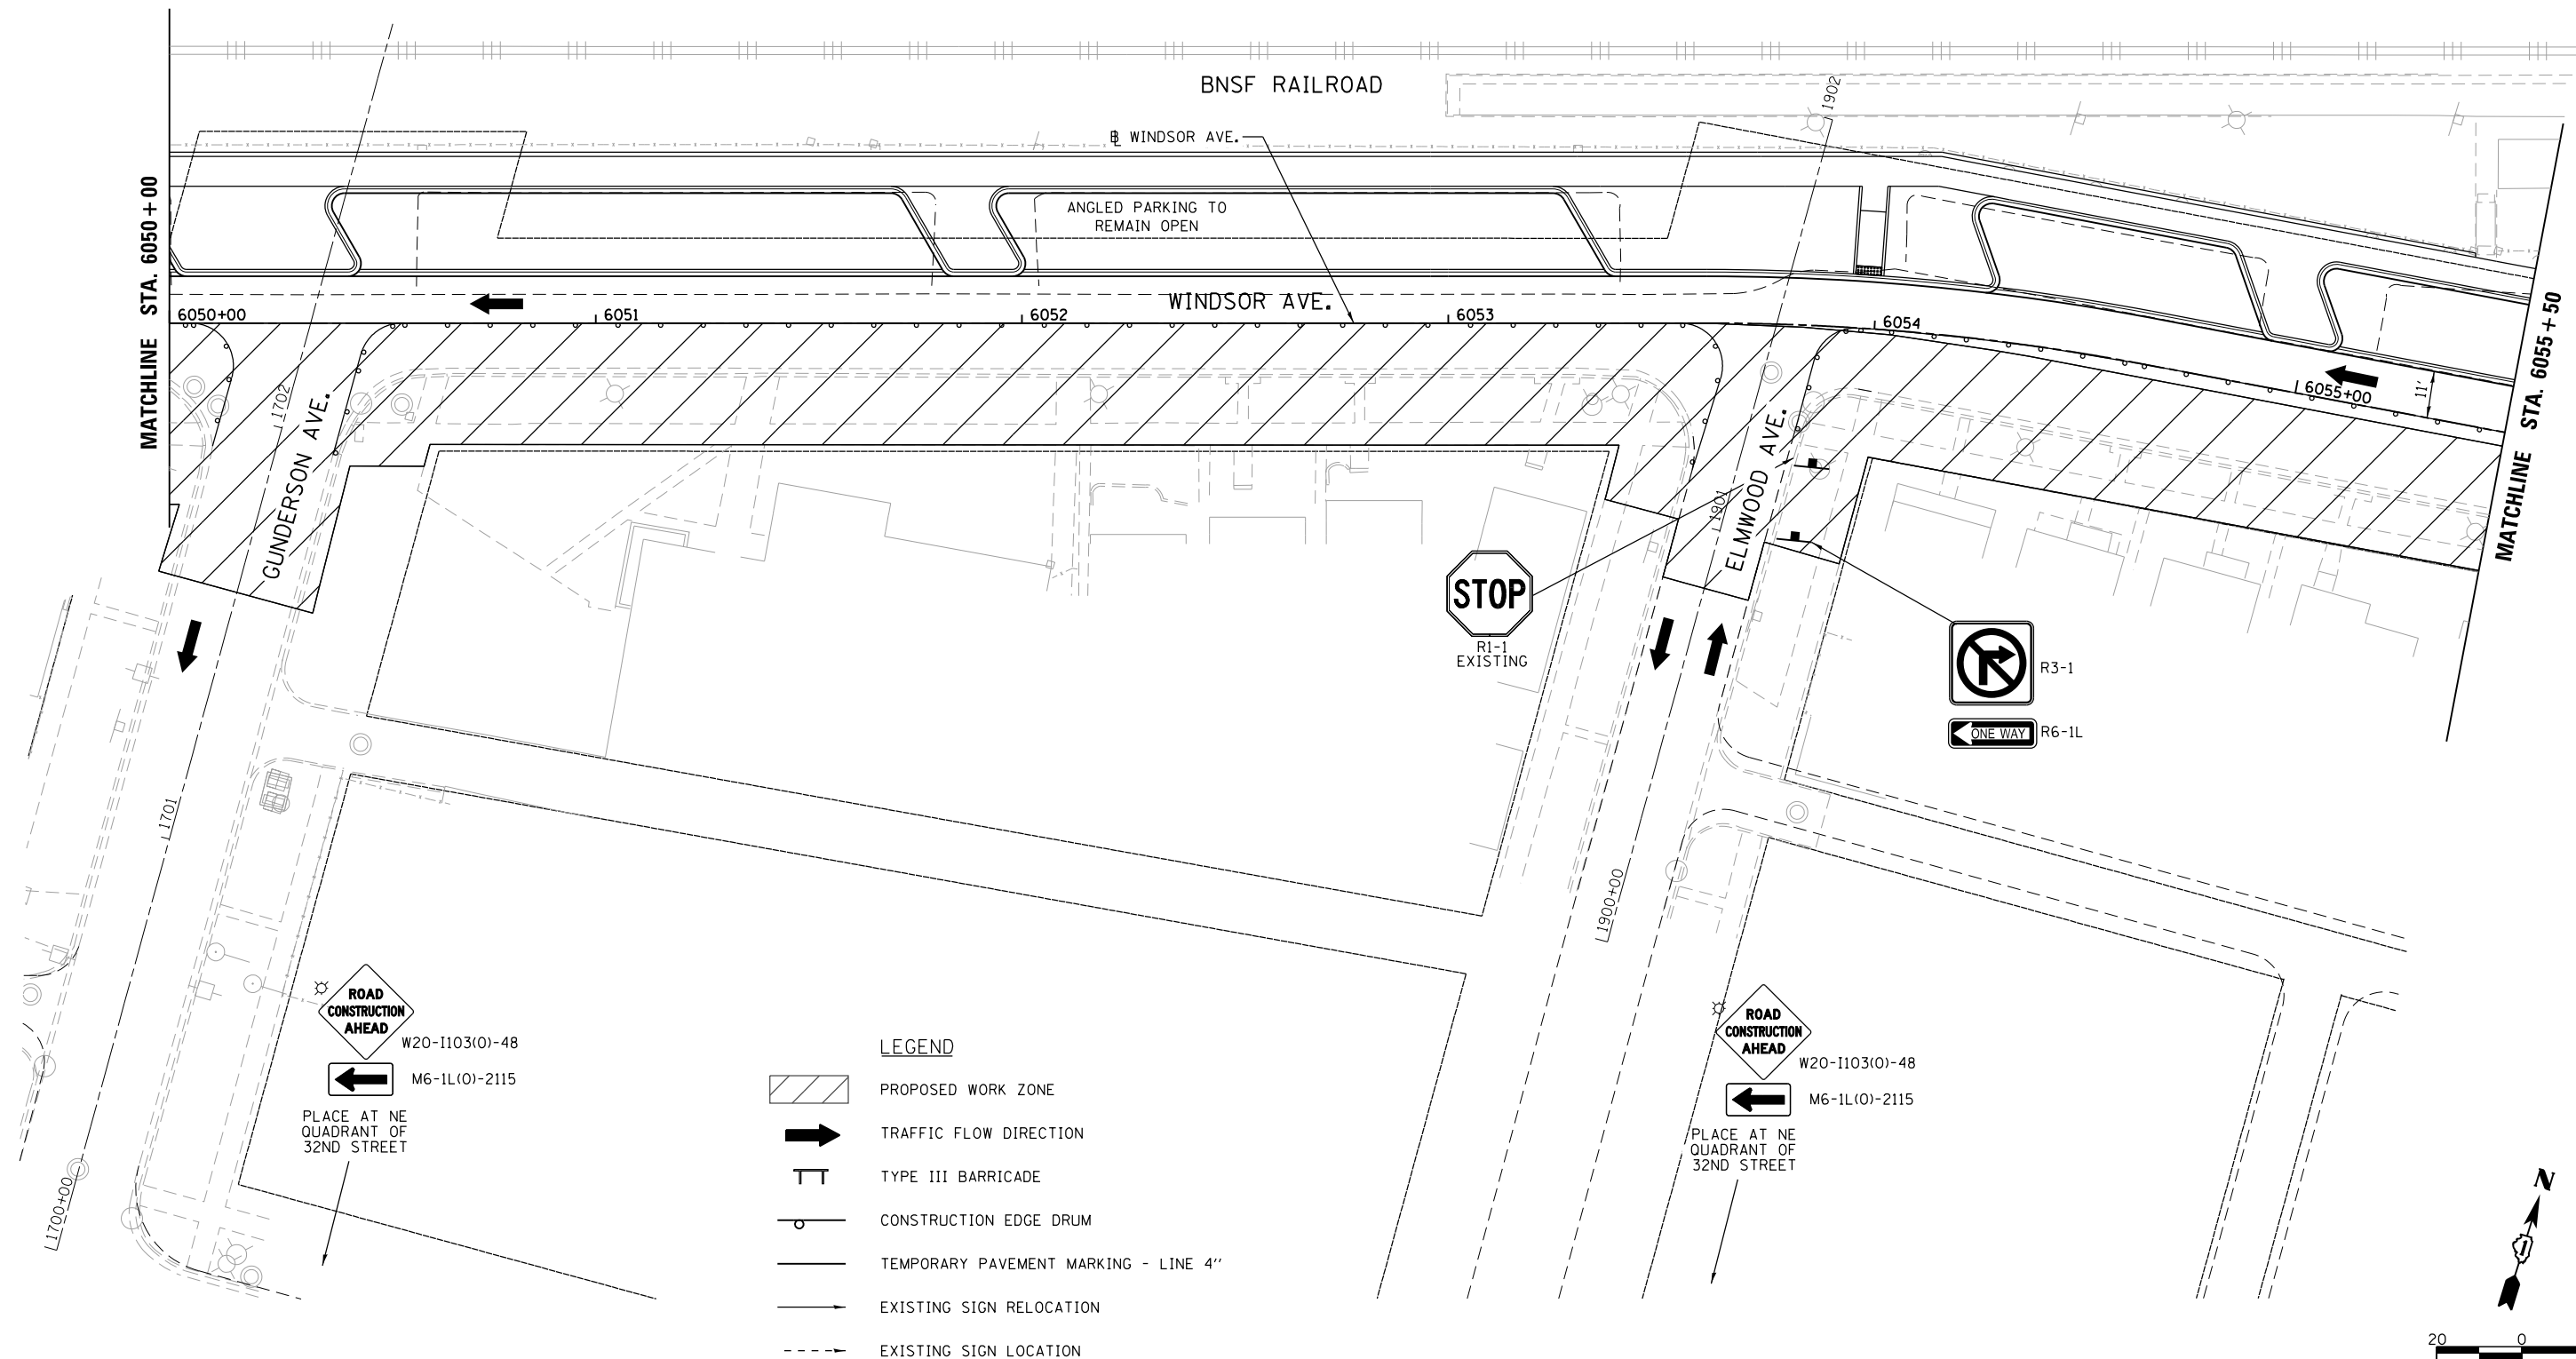 BNSF RAILROAD
1902
℄ WINDSOR AVE.
MATCHLINE STA. 6050+00
ANGLED PARKING TO
REMAIN OPEN
WINDSOR AVE.
6050+00
6051
6052
6053
6054
6055+00
11'
MATCHLINE STA. 6055+50
1702
GUNDERSON AVE.
1701
1700+00
ELMWOOD AVE.
1901
1900+00
STOP
R1-1
EXISTING
R3-1
ONE WAY
R6-1L
ROAD
CONSTRUCTION
AHEAD
W20-I103(O)-48
M6-1L(O)-2115
PLACE AT NE
QUADRANT OF
32ND STREET
ROAD
CONSTRUCTION
AHEAD
W20-I103(O)-48
M6-1L(O)-2115
PLACE AT NE
QUADRANT OF
32ND STREET
LEGEND
PROPOSED WORK ZONE
TRAFFIC FLOW DIRECTION
TYPE III BARRICADE
CONSTRUCTION EDGE DRUM
TEMPORARY PAVEMENT MARKING - LINE 4''
EXISTING SIGN RELOCATION
EXISTING SIGN LOCATION
N
1
20 0